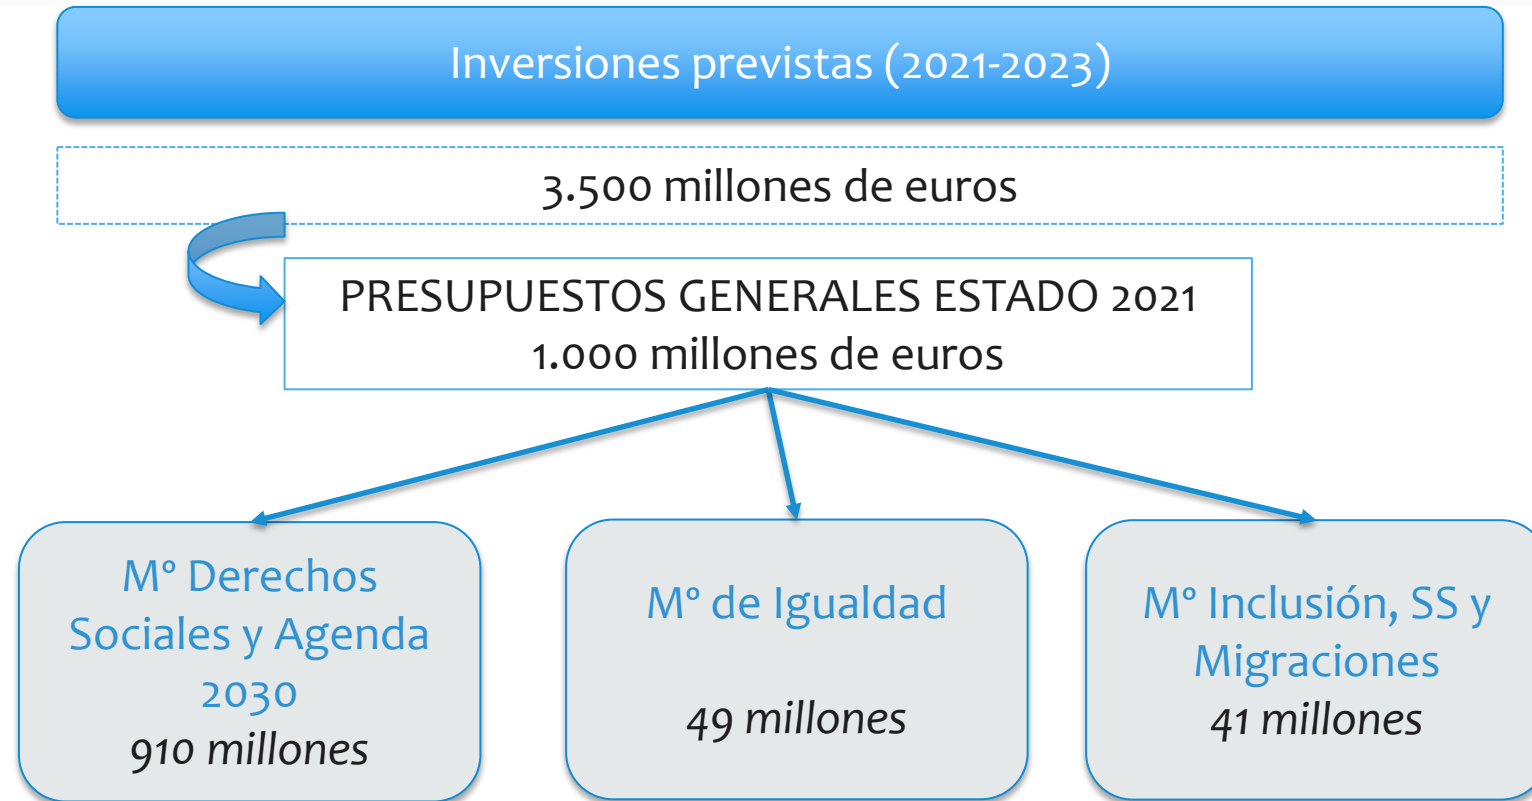 Inversiones previstas (2021-2023)
3.500 millones de euros
PRESUPUESTOS GENERALES ESTADO 2021
1.000 millones de euros
Mº Derechos
Sociales y Agenda
2030
910 millones
Mº de Igualdad
49 millones
Mº Inclusión, SS y
Migraciones
41 millones